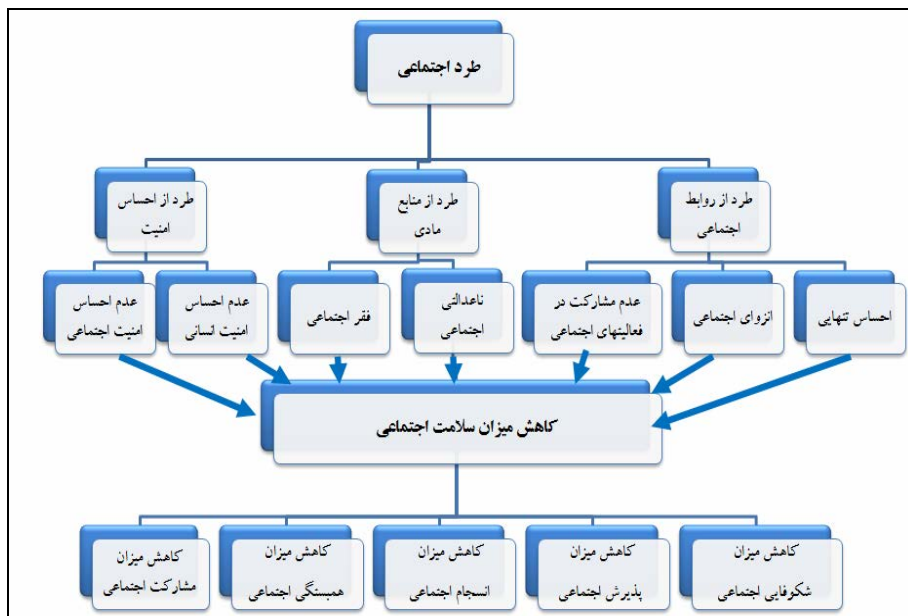 طرد اجتماعی
طرد از روابط
اجتماعی
طرد از منابع
مادی
طرد از احساس
امنیت
احساس تنهایی
انزوای اجتماعی
عدم مشارکت در
فعالیتهای اجتماعی
ناعدالتی
اجتماعی
فقر اجتماعی
عدم احساس
امنیت انسانی
عدم احساس
امنیت اجتماعی
کاهش میزان سلامت اجتماعی
کاهش میزان
شکوفایی اجتماعی
کاهش میزان
پذیرش اجتماعی
کاهش میزان
انسجام اجتماعی
کاهش میزان
همبستگی اجتماعی
کاهش میزان
مشارکت اجتماعی